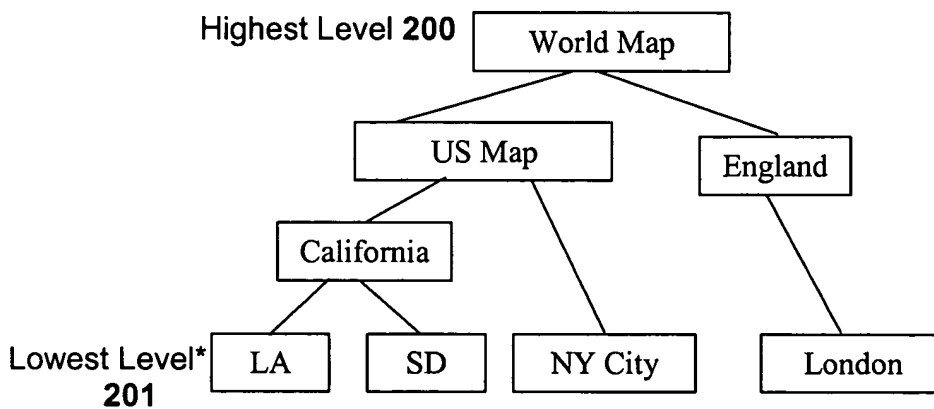 Highest Level 200
World Map
US Map
England
California
Lowest Level*
201
LA
SD
NY City
London